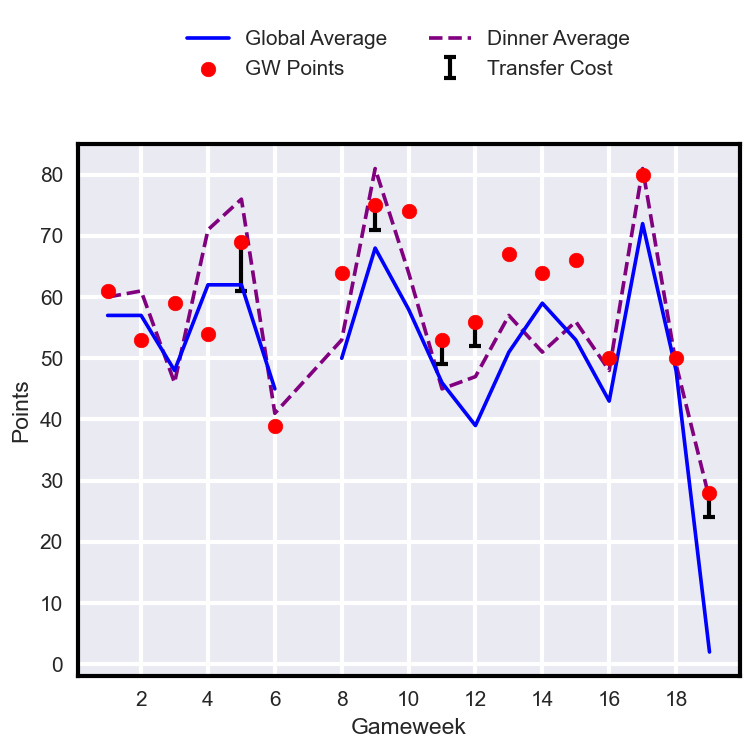 Global Average
Dinner Average
GW Points
Transfer Cost
80
70
60
50
40
30
20
10
0
Points
2 4 6 8 10 12 14 16 18
Gameweek